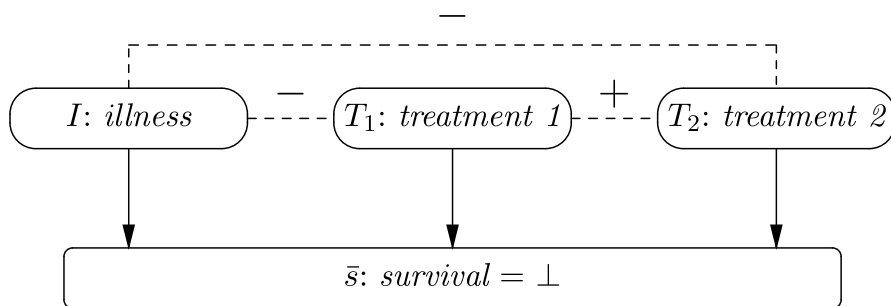 −
− +
I: illness T₁: treatment 1 T₂: treatment 2
s̄: survival = ⊥